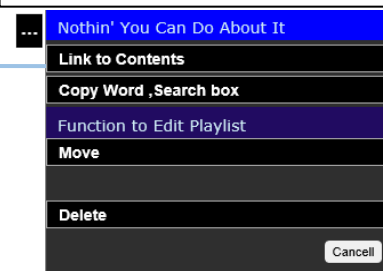 ...
Nothin' You Can Do About It
Link to Contents
Copy Word ,Search box
Function to Edit Playlist
Move
Delete
Cancell